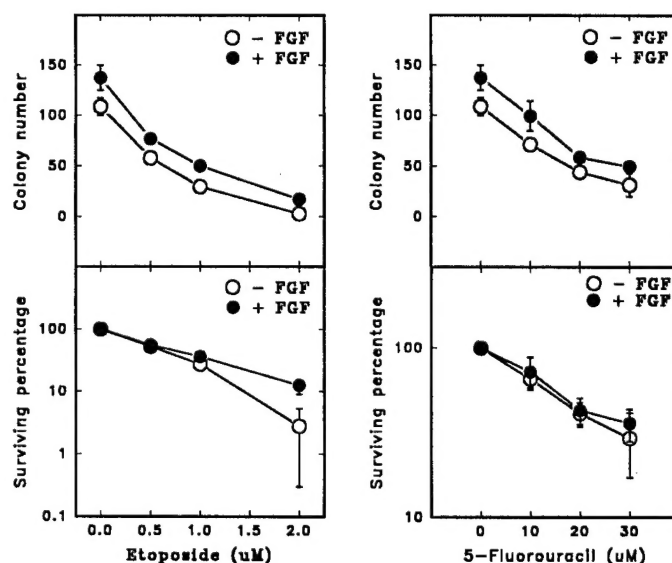 ○ − FGF
● + FGF
150
100
50
0
Colony number
○ − FGF
● + FGF
150
100
50
0
Colony number
○ − FGF
● + FGF
100
10
1
0.1
Surviving percentage
0.0 0.5 1.0 1.5 2.0
Etoposide (uM)
○ − FGF
● + FGF
100
10
Surviving percentage
0 10 20 30
5-Fluorouracil (uM)